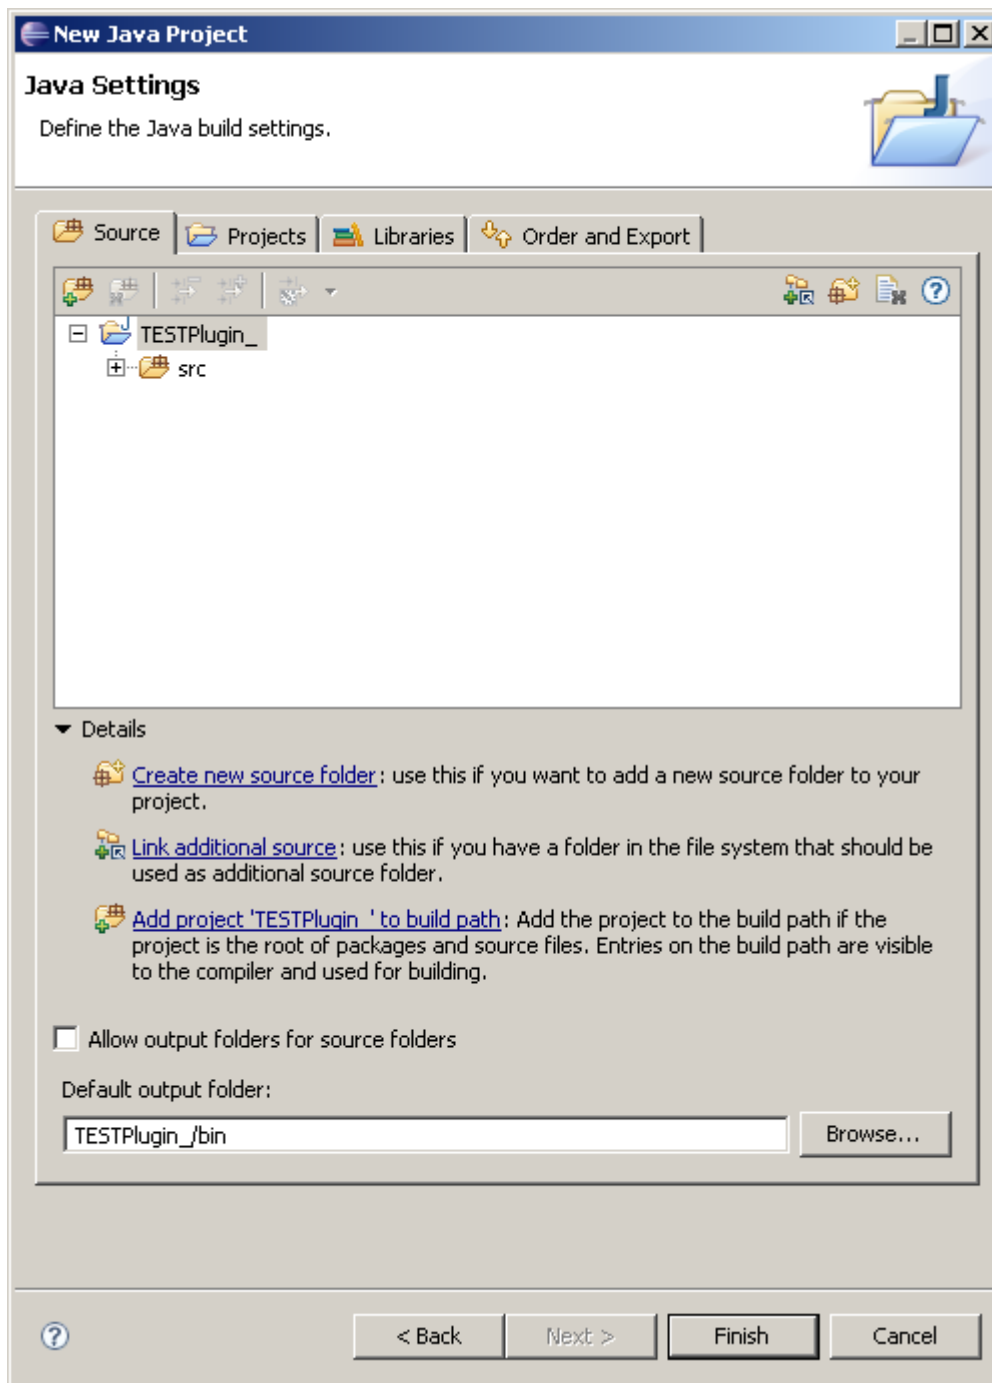 New Java Project
Java Settings
Define the Java build settings.
Source Projects Libraries Order and Export
TESTPlugin_
src
Details
Create new source folder: use this if you want to add a new source folder to your
project.
Link additional source: use this if you have a folder in the file system that should be
used as additional source folder.
Add project 'TESTPlugin_' to build path: Add the project to the build path if the
project is the root of packages and source files. Entries on the build path are visible
to the compiler and used for building.
Allow output folders for source folders
Default output folder:
TESTPlugin_/bin Browse...
< Back Next > Finish Cancel